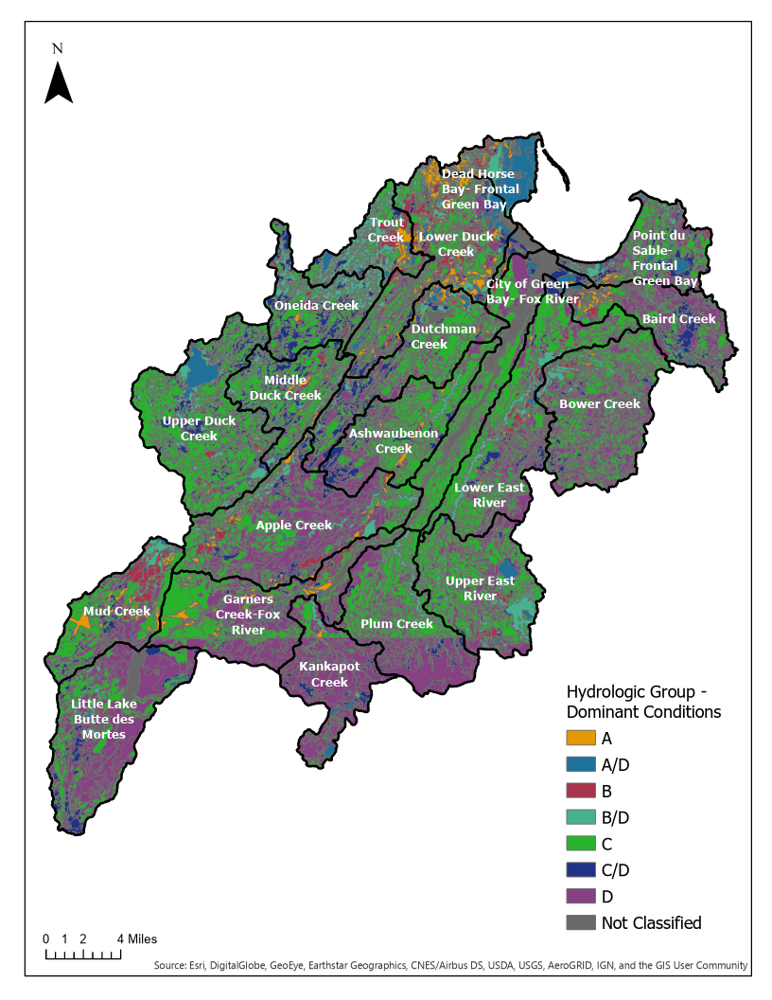 N
Dead Horse
Bay- Frontal
Green Bay
Trout
Creek
Lower Duck
Creek
Point du
Sable-
Frontal
Green Bay
City of Green
Bay- Fox River
Oneida Creek
Baird Creek
Dutchman
Creek
Middle
Duck Creek
Bower Creek
Upper Duck
Creek
Ashwaubenon
Creek
Lower East
River
Apple Creek
Upper East
River
Mud Creek
Garners
Creek-Fox
River
Plum Creek
Kankapot
Creek
Little Lake
Butte des
Mortes
Hydrologic Group -
Dominant Conditions
A
A/D
B
B/D
C
C/D
D
Not Classified
0 1 2 4 Miles
Source: Esri, DigitalGlobe, GeoEye, Earthstar Geographics, CNES/Airbus DS, USDA, USGS, AeroGRID, IGN, and the GIS User Community